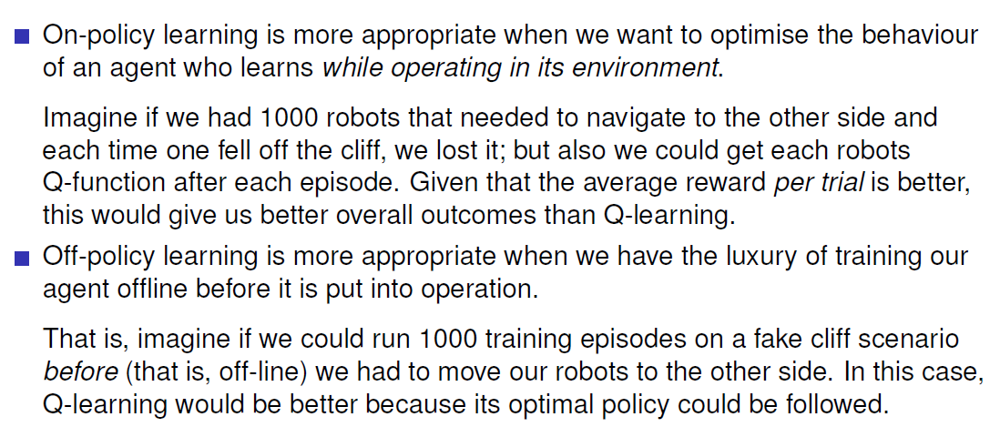 On-policy learning is more appropriate when we want to optimise the behaviour
of an agent who learns while operating in its environment.
Imagine if we had 1000 robots that needed to navigate to the other side and
each time one fell off the cliff, we lost it; but also we could get each robots
Q-function after each episode. Given that the average reward per trial is better,
this would give us better overall outcomes than Q-learning.
Off-policy learning is more appropriate when we have the luxury of training our
agent offline before it is put into operation.
That is, imagine if we could run 1000 training episodes on a fake cliff scenario
before (that is, off-line) we had to move our robots to the other side. In this case,
Q-learning would be better because its optimal policy could be followed.